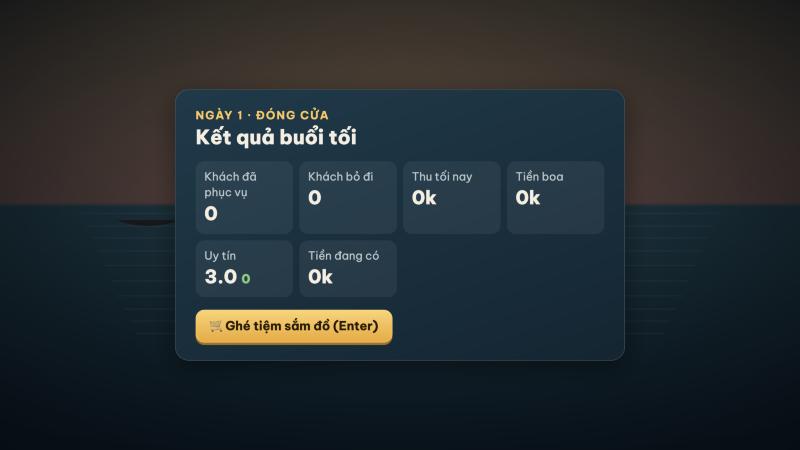 NGÀY 1 · ĐÓNG CỬA
Kết quả buổi tối
Khách đã phục vụ
0
Khách bỏ đi
0
Thu tối nay
0k
Tiền boa
0k
Uy tín
3.0 0
Tiền đang có
0k
🛒 Ghé tiệm sắm đồ (Enter)